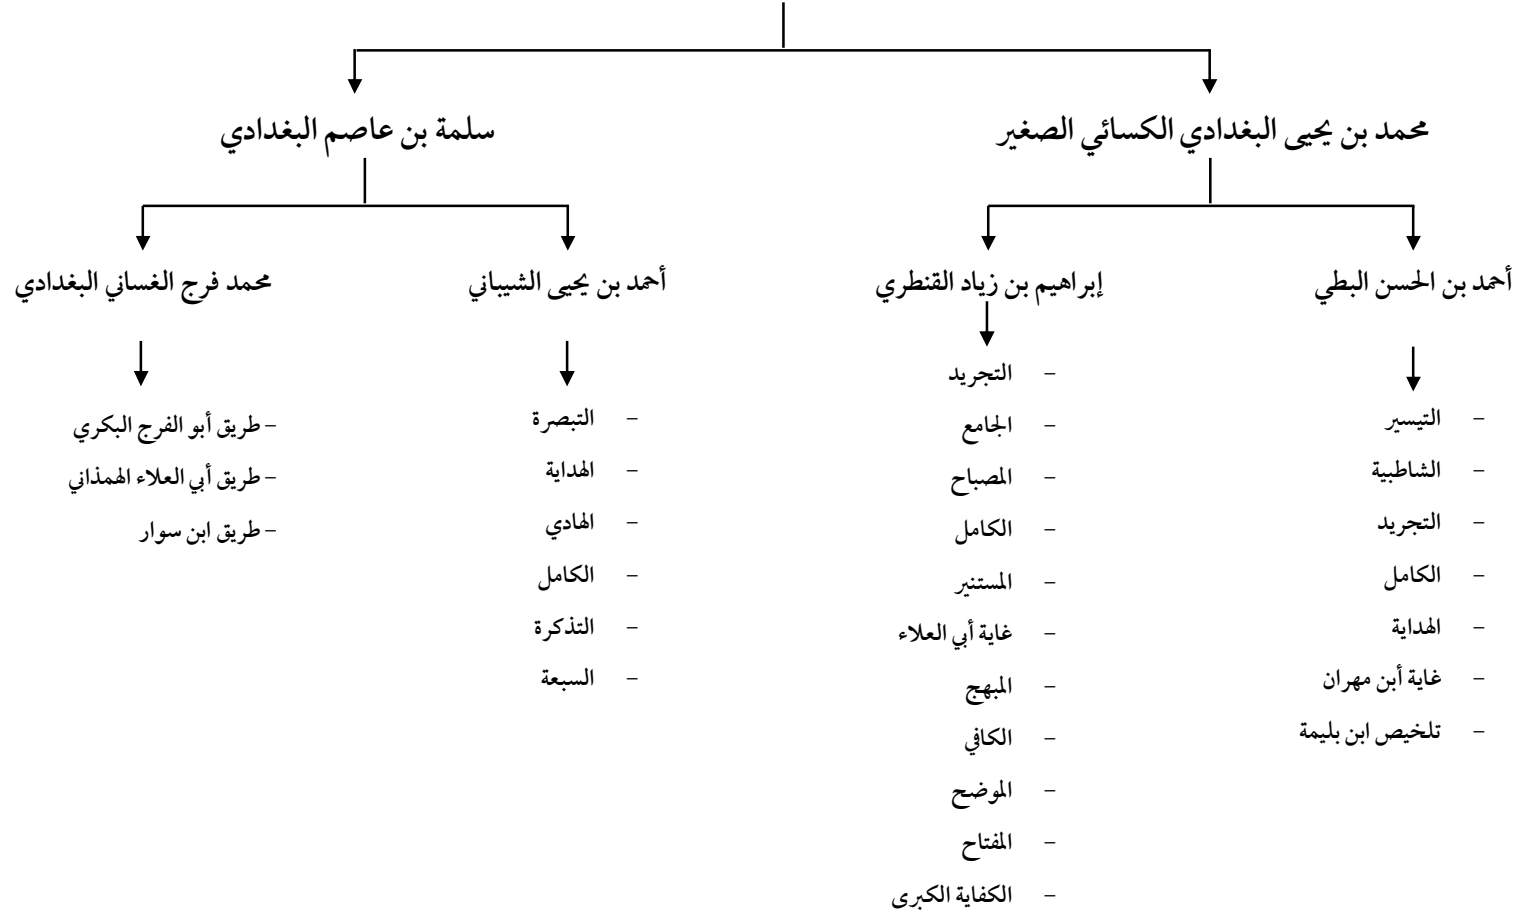 محمد بن يحيى البغدادي الكسائي الصغير
سلمة بن عاصم البغدادي
أحمد بن الحسن البطي
إبراهيم بن زياد القنطري
أحمد بن يحيى الشيباني
محمد فرج الغساني البغدادي
- التيسير
- الشاطبية
- التجريد
- الكامل
- الهداية
- غاية أبن مهران
- تلخيص ابن بليمة
- التجريد
- الجامع
- المصباح
- الكامل
- المستنير
- غاية أبي العلاء
- المبهج
- الكافي
- الموضح
- المفتاح
- الكفاية الكبرى
- التبصرة
- الهداية
- الهادي
- الكامل
- التذكرة
- السبعة
- طريق أبو الفرج البكري
- طريق أبي العلاء الهمذاني
- طريق ابن سوار